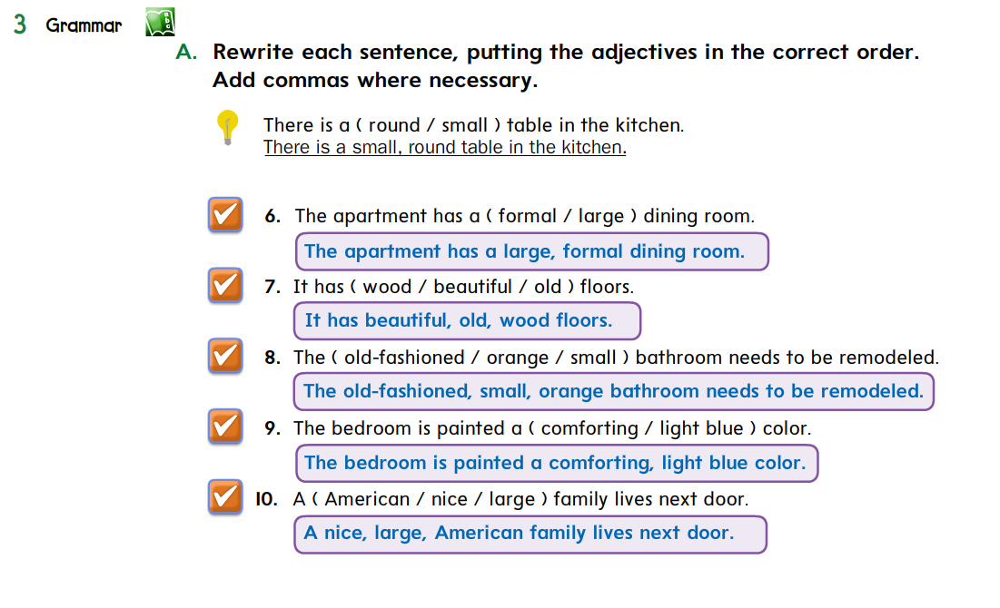 3 Grammar
A. Rewrite each sentence, putting the adjectives in the correct order.
Add commas where necessary.
There is a ( round / small ) table in the kitchen.
There is a small, round table in the kitchen.
6. The apartment has a ( formal / large ) dining room.
The apartment has a large, formal dining room.
7. It has ( wood / beautiful / old ) floors.
It has beautiful, old, wood floors.
8. The ( old-fashioned / orange / small ) bathroom needs to be remodeled.
The old-fashioned, small, orange bathroom needs to be remodeled.
9. The bedroom is painted a ( comforting / light blue ) color.
The bedroom is painted a comforting, light blue color.
10. A ( American / nice / large ) family lives next door.
A nice, large, American family lives next door.